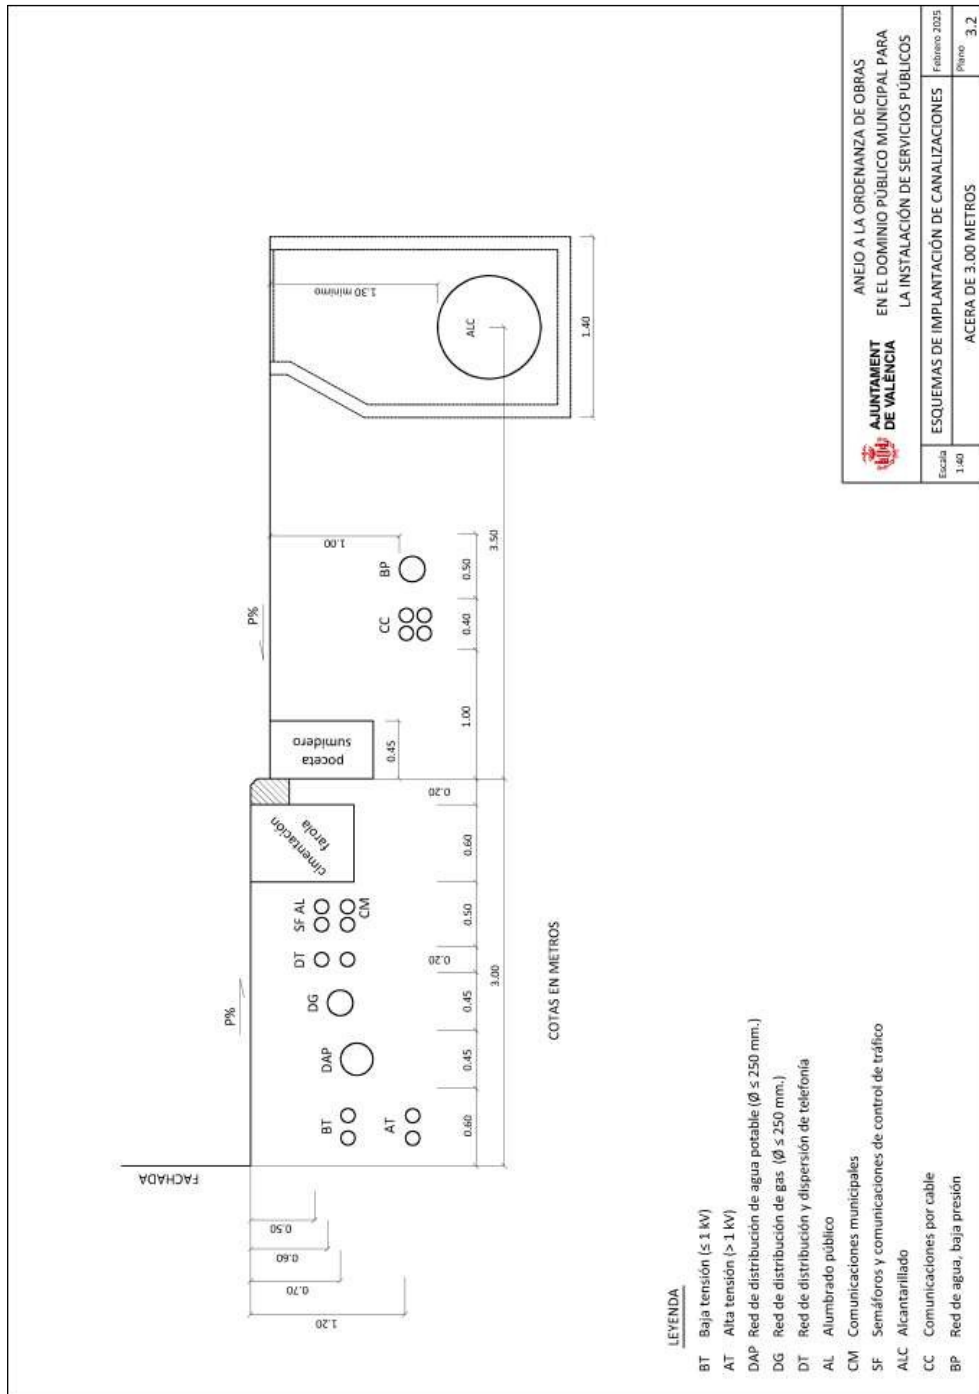 FACHADA
P%
P%
0.50
0.60
0.70
1.20
BT
AT
DAP
DG
DT
SF AL
CM
cimentación
farola
poceta
sumidero
CC
BP
ALC
1.00
1.30 mínimo
0.45
1.40
0.60
0.45
0.45
0.20
0.50
0.60
0.20
1.00
0.40
0.50
3.00
3.50
COTAS EN METROS
LEYENDA
BT Baja tensión (≤ 1 kV)
AT Alta tensión (> 1 kV)
DAP Red de distribución de agua potable (Ø ≤ 250 mm.)
DG Red de distribución de gas (Ø ≤ 250 mm.)
DT Red de distribución y dispersión de telefonía
AL Alumbrado público
CM Comunicaciones municipales
SF Semáforos y comunicaciones de control de tráfico
ALC Alcantarillado
CC Comunicaciones por cable
BP Red de agua, baja presión
AJUNTAMENT
DE VALÈNCIA
ANEJO A LA ORDENANZA DE OBRAS
EN EL DOMINIO PÚBLICO MUNICIPAL PARA
LA INSTALACIÓN DE SERVICIOS PÚBLICOS
Escala
1:40
ESQUEMAS DE IMPLANTACIÓN DE CANALIZACIONES
Febrero 2025
ACERA DE 3.00 METROS
Plano
3.2